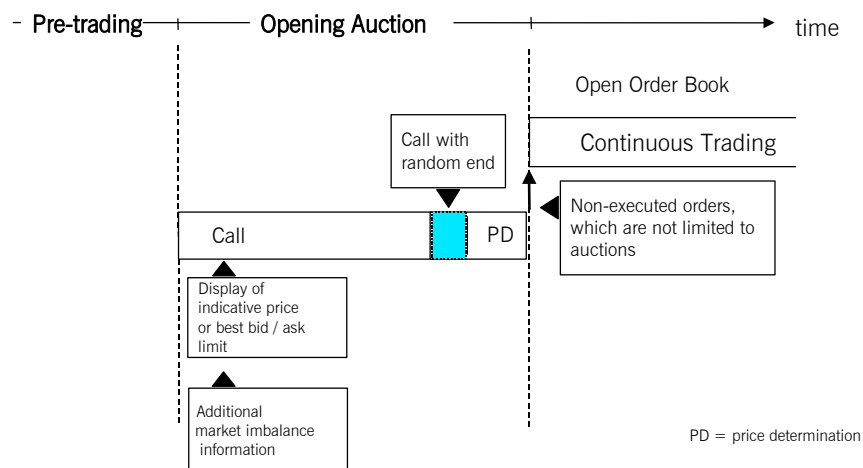 Pre-trading
Opening Auction
time
Open Order Book
Continuous Trading
Call with
random end
Non-executed orders,
which are not limited to
auctions
Call
PD
Display of
indicative price
or best bid / ask
limit
Additional
market imbalance
information
PD = price determination